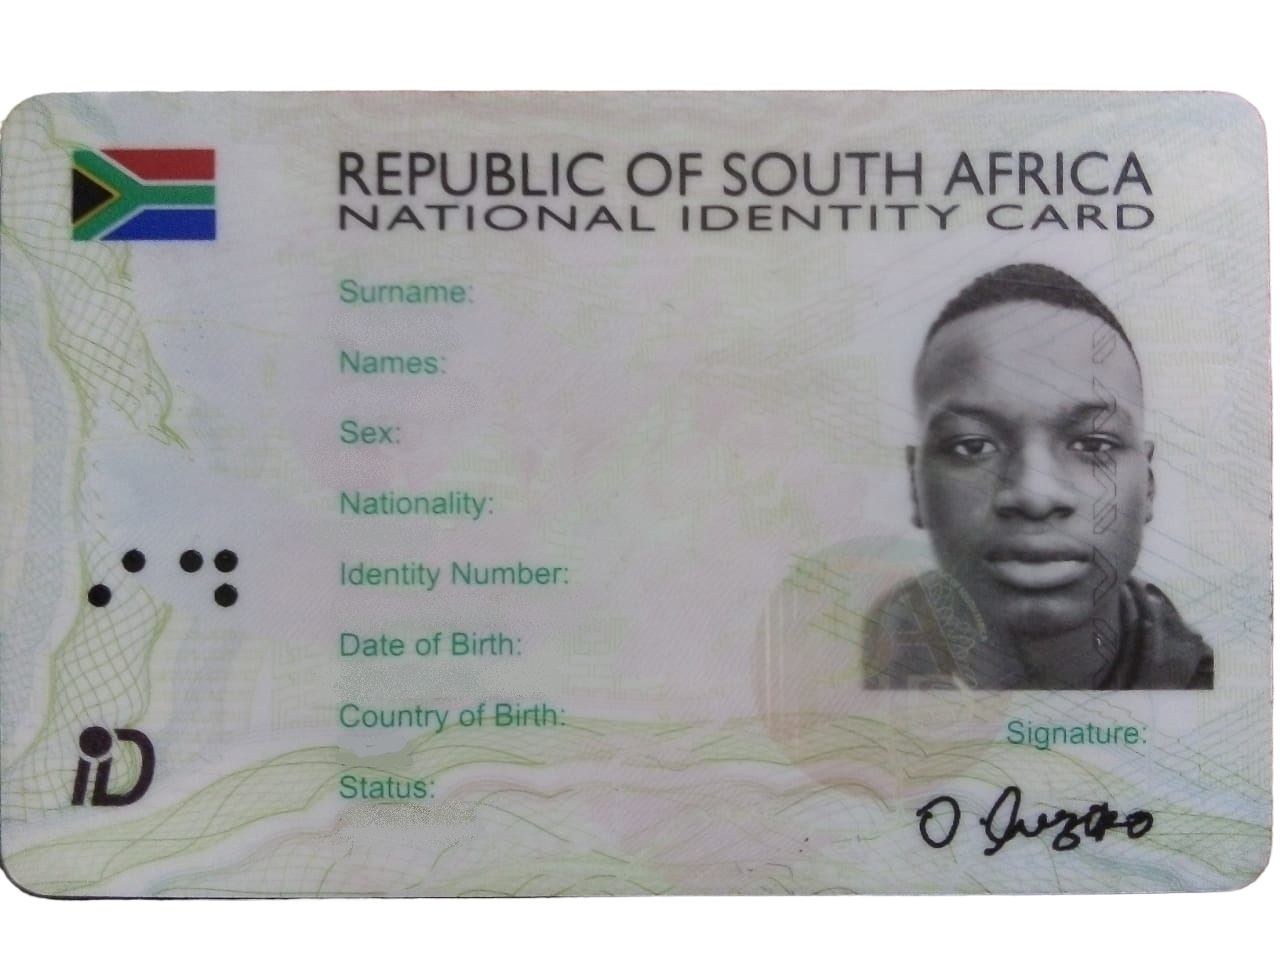 REPUBLIC OF SOUTH AFRICA
NATIONAL IDENTITY CARD
Surname:
Names:
Sex:
Nationality:
Identity Number:
Date of Birth:
Country of Birth:
Status:
Signature:
iD